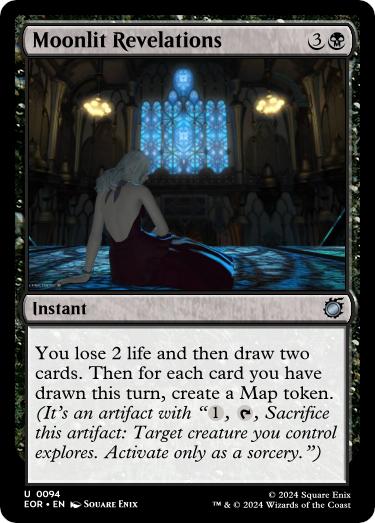 Moonlit Revelations 3
Instant
You lose 2 life and then draw two
cards. Then for each card you have
drawn this turn, create a Map token.
(It's an artifact with “1, , Sacrifice
this artifact: Target creature you control
explores. Activate only as a sorcery.”)
U 0094
EOR • EN SQUARE ENIX
© 2024 Square Enix
™ & © 2024 Wizards of the Coast